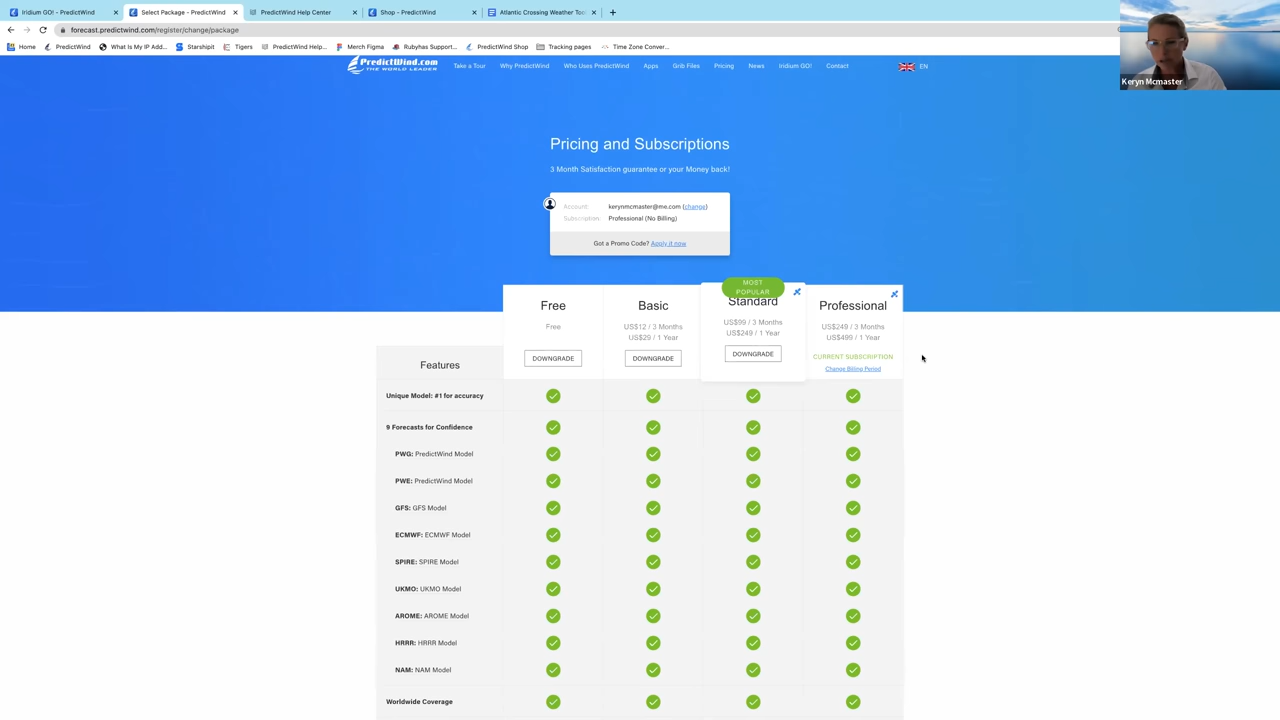 Iridium GO! - PredictWind
Select Package - PredictWind
PredictWind Help Center
Shop - PredictWind
Atlantic Crossing Weather Too
forecast.predictwind.com/register/change/package
Home
PredictWind
What Is My IP Add...
Starshipit
Tigers
PredictWind Help...
Merch Figma
Rubyhas Support...
PredictWind Shop
Tracking pages
Time Zone Conver...
Keryn Mcmaster
PredictWind.com
THE WORLD LEADER
Take a Tour
Why PredictWind
Who Uses PredictWind
Apps
Grib Files
Pricing
News
Iridium GO!
Contact
EN
Pricing and Subscriptions
3 Month Satisfaction guarantee or your Money back!
Account: kerynmcmaster@me.com (change)
Subscription: Professional (No Billing)
Got a Promo Code? Apply it now
MOST
POPULAR
Free
Basic
Standard
Professional
Free
US$12 / 3 Months
US$29 / 1 Year
US$99 / 3 Months
US$249 / 1 Year
US$249 / 3 Months
US$499 / 1 Year
DOWNGRADE
DOWNGRADE
DOWNGRADE
CURRENT SUBSCRIPTION
Change Billing Period
Features
Unique Model: #1 for accuracy
9 Forecasts for Confidence
PWG: PredictWind Model
PWE: PredictWind Model
GFS: GFS Model
ECMWF: ECMWF Model
SPIRE: SPIRE Model
UKMO: UKMO Model
AROME: AROME Model
HRRR: HRRR Model
NAM: NAM Model
Worldwide Coverage